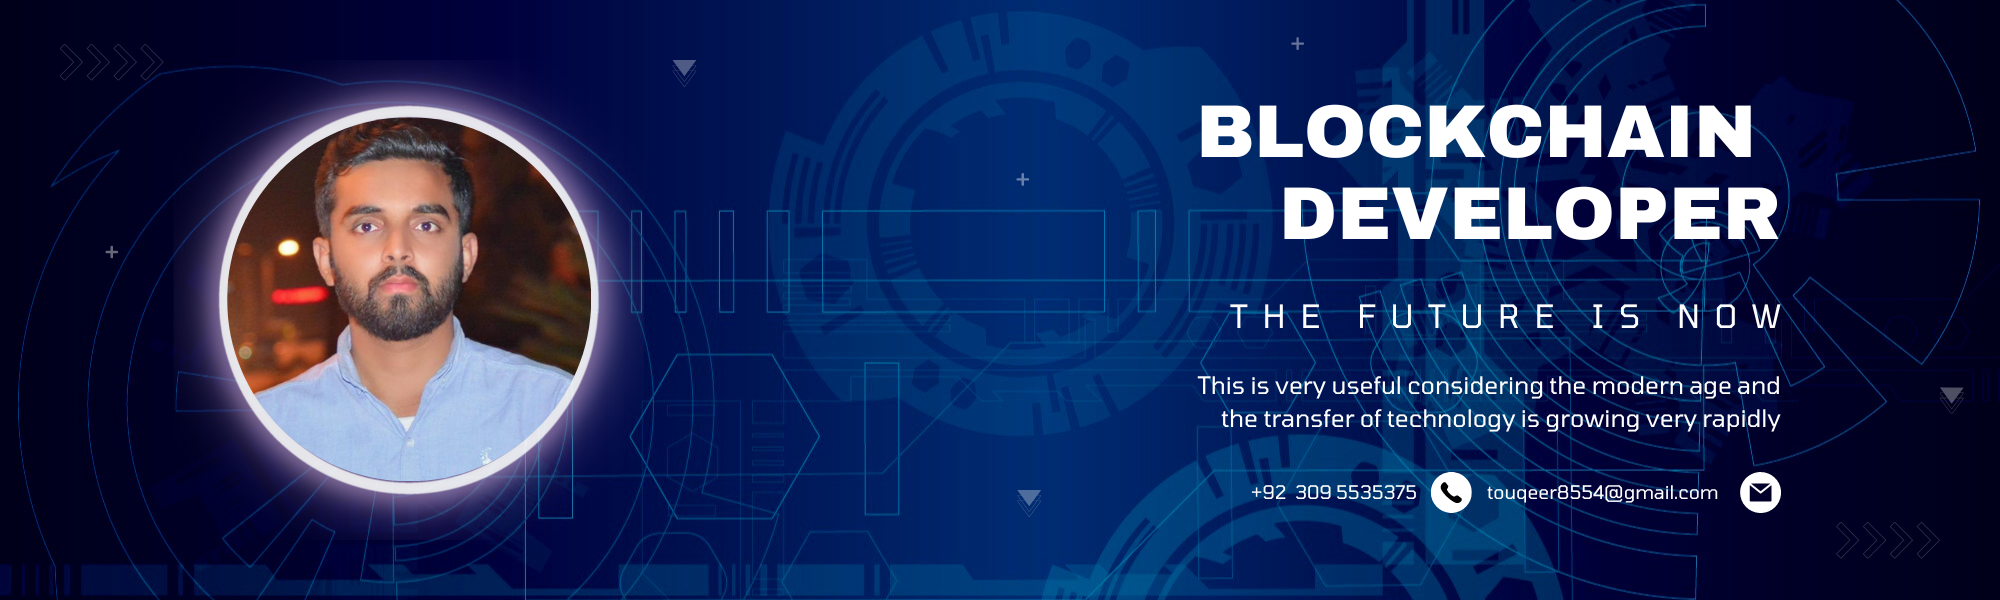 BLOCKCHAIN
DEVELOPER
THE FUTURE IS NOW
This is very useful considering the modern age and
the transfer of technology is growing very rapidly
+92 309 5535375 touqeer8554@gmail.com